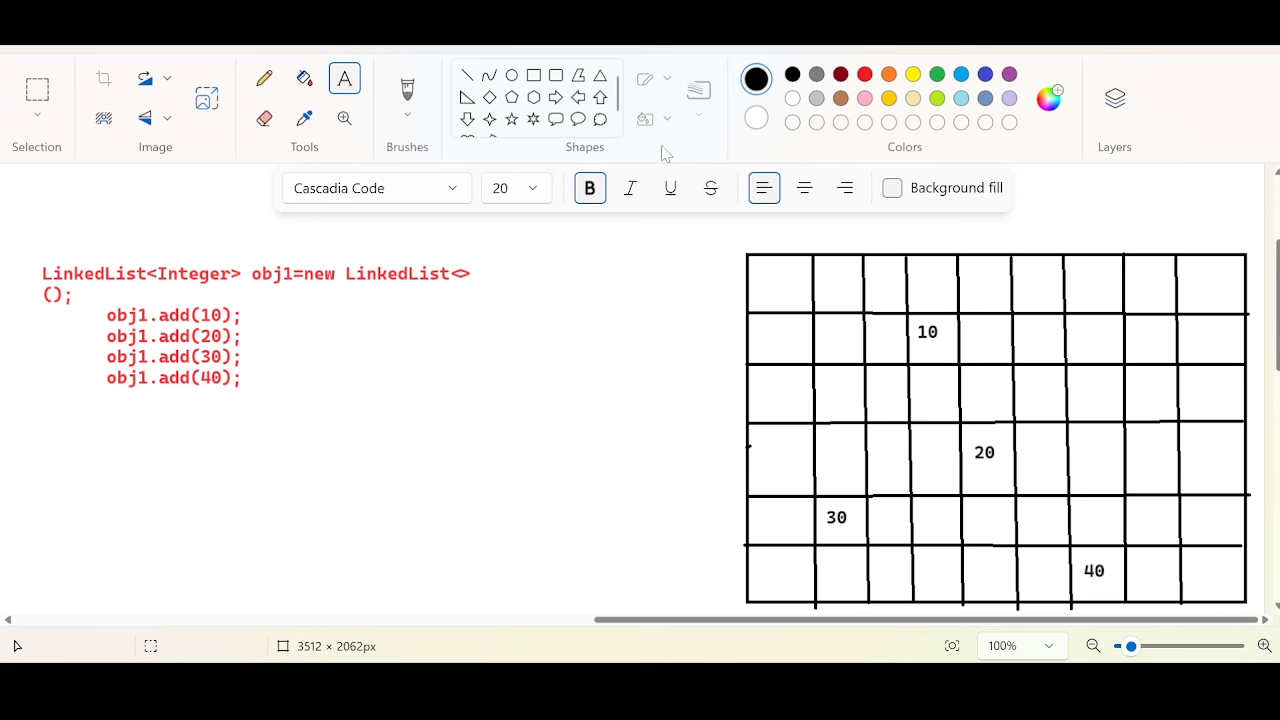 Selection
Image
Tools
Brushes
Shapes
Colors
Layers
A
Cascadia Code
20
B I U S
Background fill
LinkedList<Integer> obj1=new LinkedList<>
();
obj1.add(10);
obj1.add(20);
obj1.add(30);
obj1.add(40);
10
20
30
40
3512 × 2062px
100%